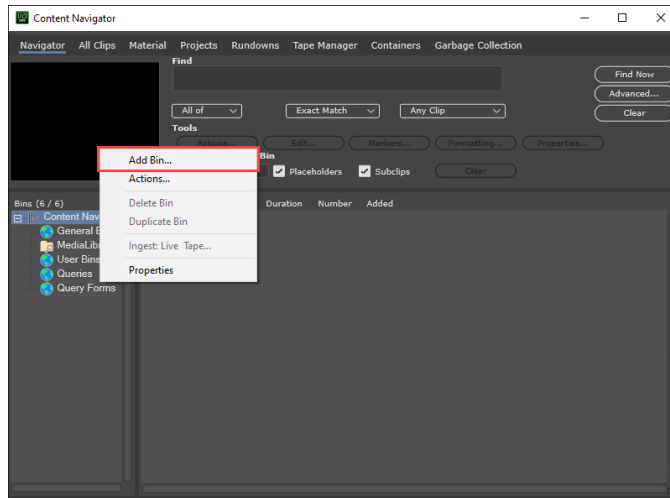 Content Navigator
Navigator All Clips Material Projects Rundowns Tape Manager Containers Garbage Collection
Find
Find Now
Advanced...
All of Exact Match Any Clip
Clear
Tools
Actions... Edit... Markers... Formatting... Properties...
Bin
Placeholders Subclips Clear
Add Bin...
Actions...
Delete Bin
Duplicate Bin
Ingest: Live Tape...
Properties
Bins (6 / 6) Duration Number Added
Content Nav
General
MediaLib
User Bins
Queries
Query Forms